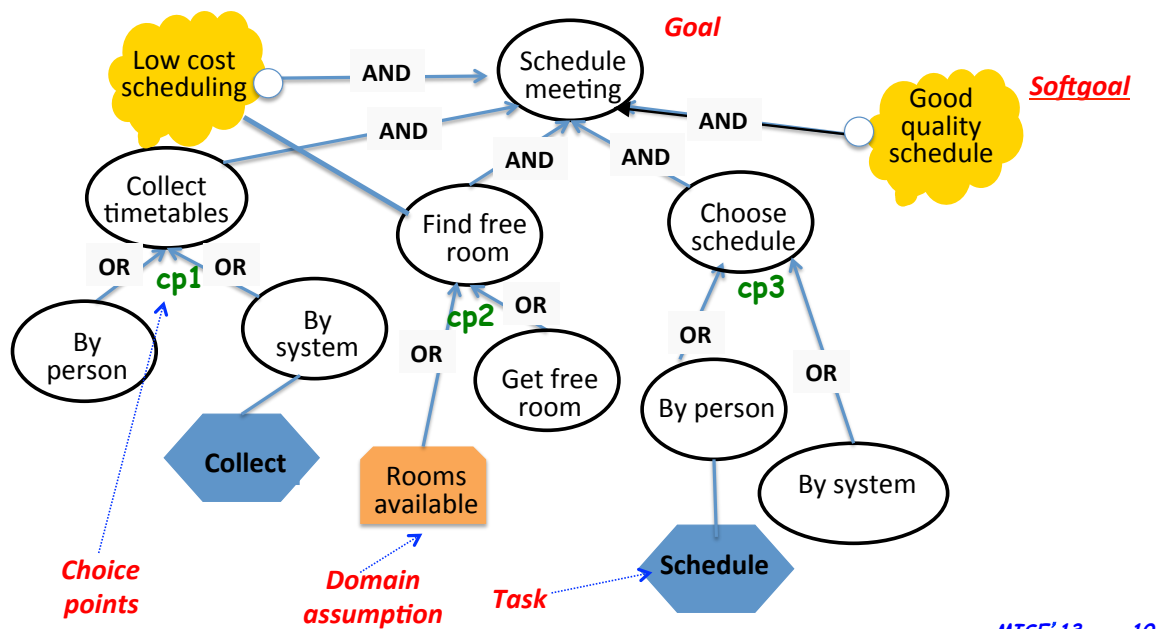 Goal
Low cost
scheduling
AND
Schedule
meeting
Softgoal
Good
quality
schedule
AND
AND
AND
AND
Collect
timetables
Find free
room
Choose
schedule
OR
OR
cp1
cp2
cp3
By
person
By
system
OR
OR
Get free
room
OR
OR
By person
By system
Collect
Rooms
available
Schedule
Choice
points
Domain
assumption
Task